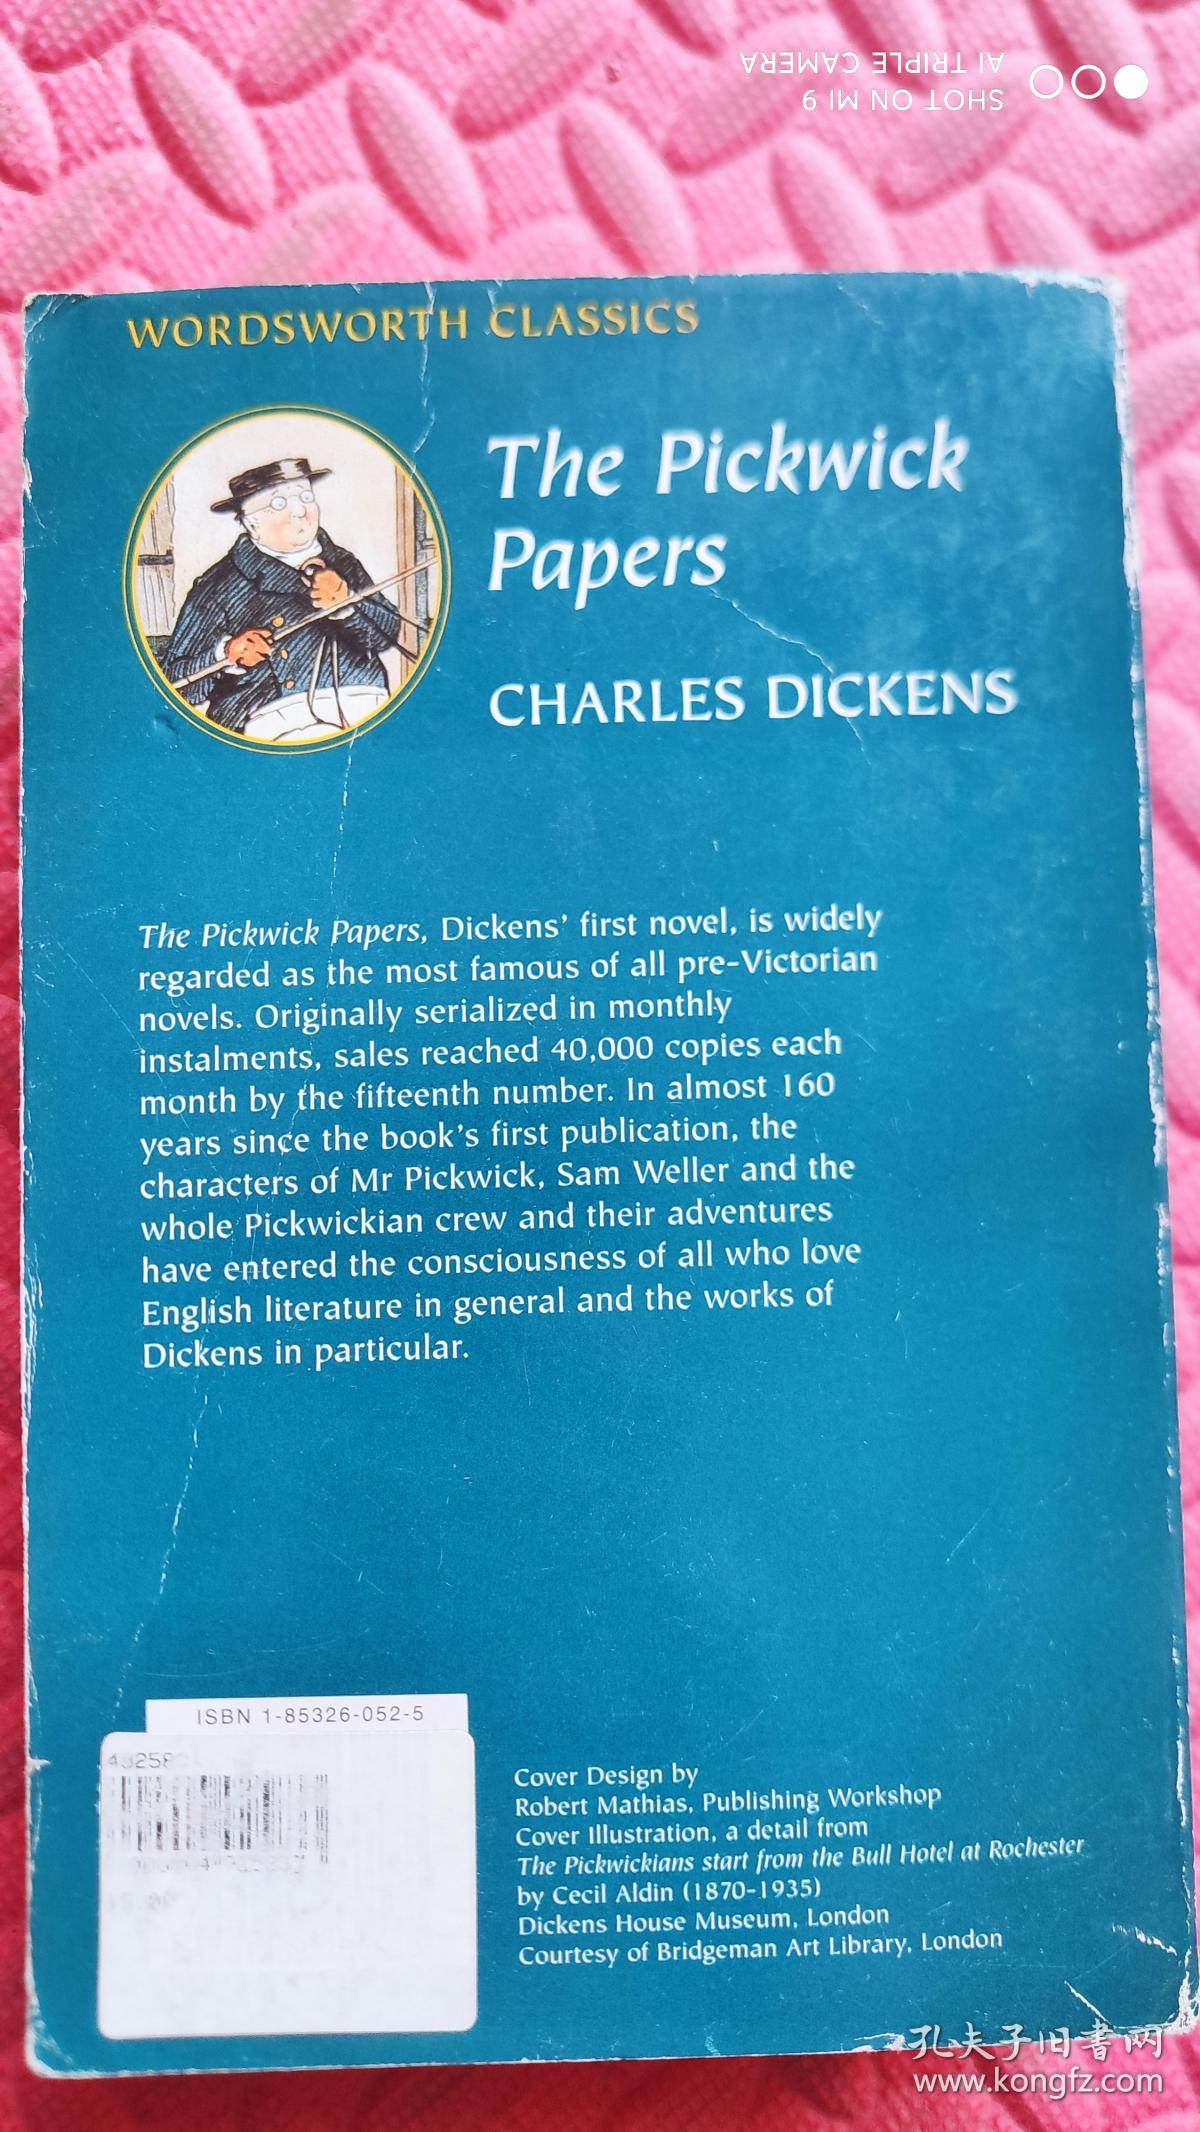 SHOT ON MI 9
AI TRIPLE CAMERA
WORDSWORTH CLASSICS
The Pickwick
Papers
CHARLES DICKENS
The Pickwick Papers, Dickens' first novel, is widely
regarded as the most famous of all pre-Victorian
novels. Originally serialized in monthly
instalments, sales reached 40,000 copies each
month by the fifteenth number. In almost 160
years since the book's first publication, the
characters of Mr Pickwick, Sam Weller and the
whole Pickwickian crew and their adventures
have entered the consciousness of all who love
English literature in general and the works of
Dickens in particular.
ISBN 1-85326-052-5
Cover Design by
Robert Mathias, Publishing Workshop
Cover Illustration, a detail from
The Pickwickians start from the Bull Hotel at Rochester
by Cecil Aldin (1870-1935)
Dickens House Museum, London
Courtesy of Bridgeman Art Library, London
孔夫子旧书网
www.kongfz.com